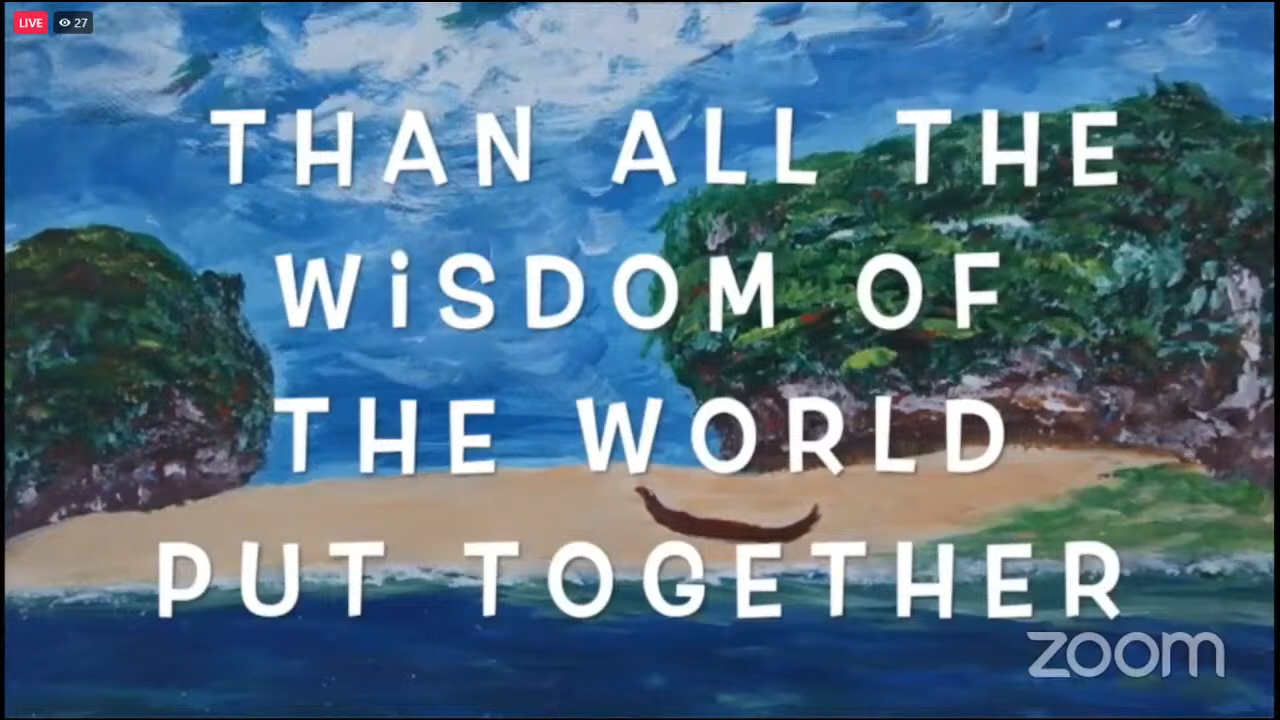 LIVE 27
THAN ALL THE
WiSDOM OF
THE WORLD
PUT TOGETHER
zoom